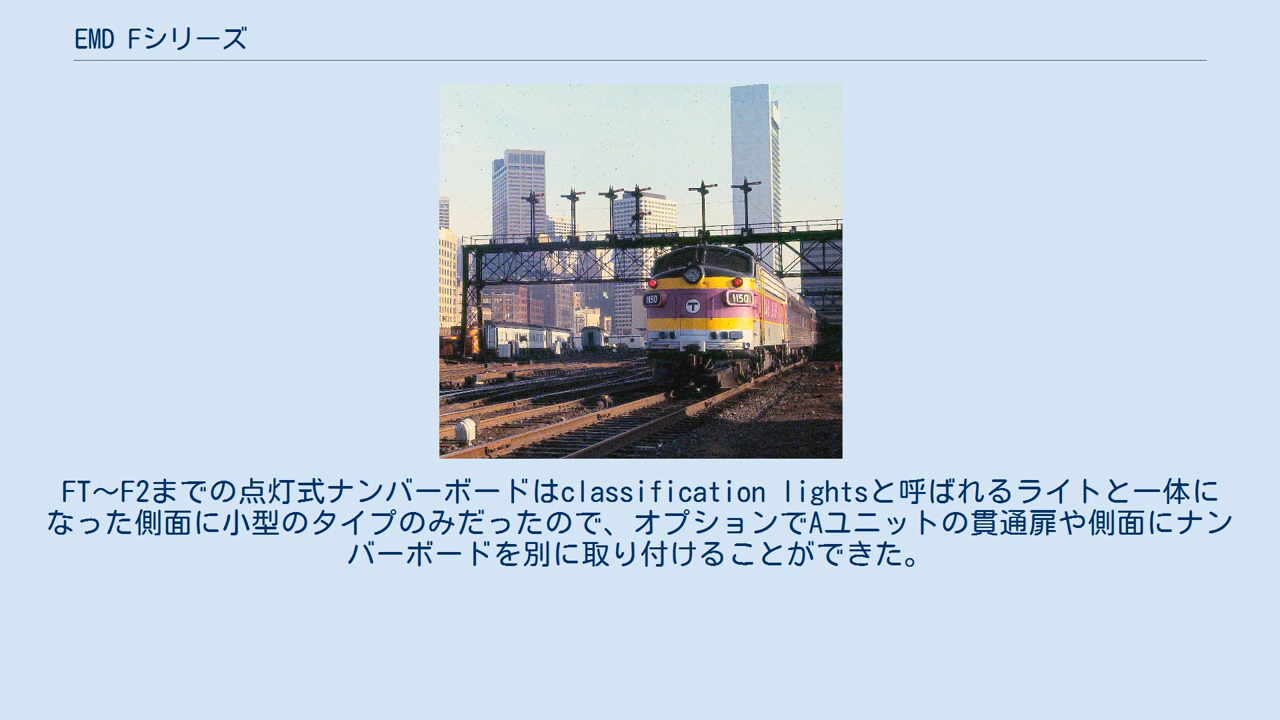 EMD Fシリーズ
1150
T
1150
FT～F2までの点灯式ナンバーボードはclassification lightsと呼ばれるライトと一体に
なった側面に小型のタイプのみだったので、オプションでAユニットの貫通扉や側面にナン
バーボードを別に取り付けることができた。